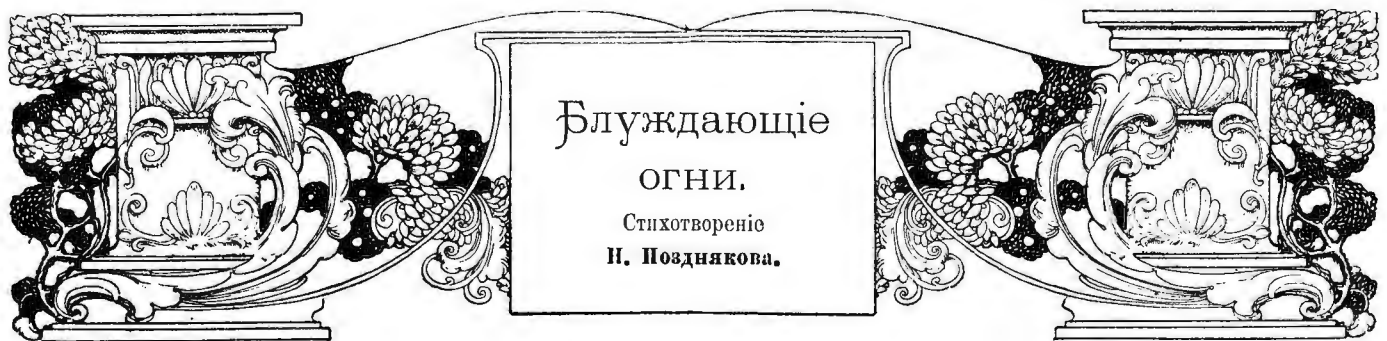 Блуждающіе
огни.
Стихотвореніе
Н. Позднякова.